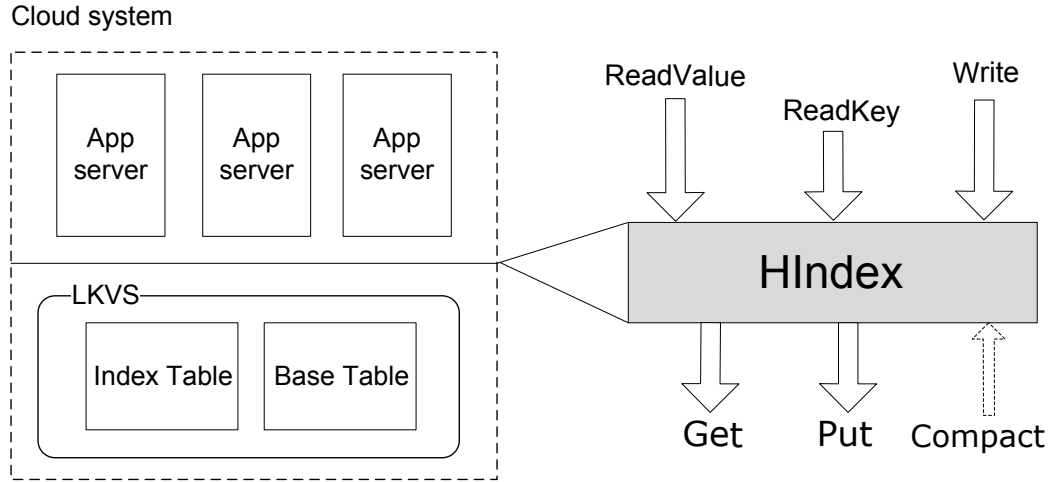 Cloud system
App
server
App
server
App
server
LKVS
Index Table
Base Table
ReadValue
ReadKey
Write
HIndex
Get
Put
Compact